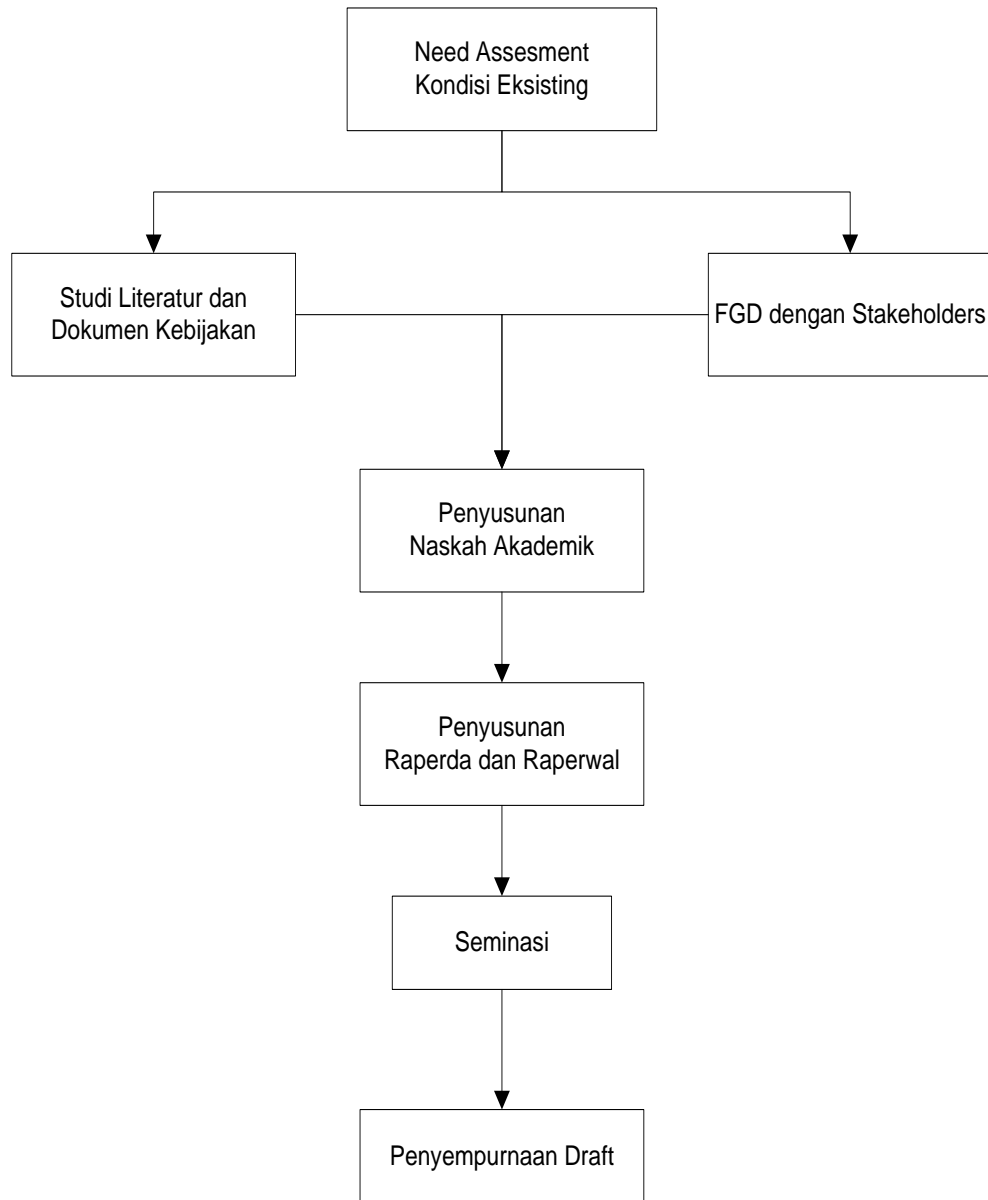 Need Assesment
Kondisi Eksisting
Studi Literatur dan
Dokumen Kebijakan
FGD dengan Stakeholders
Penyusunan
Naskah Akademik
Penyusunan
Raperda dan Raperwal
Seminasi
Penyempurnaan Draft